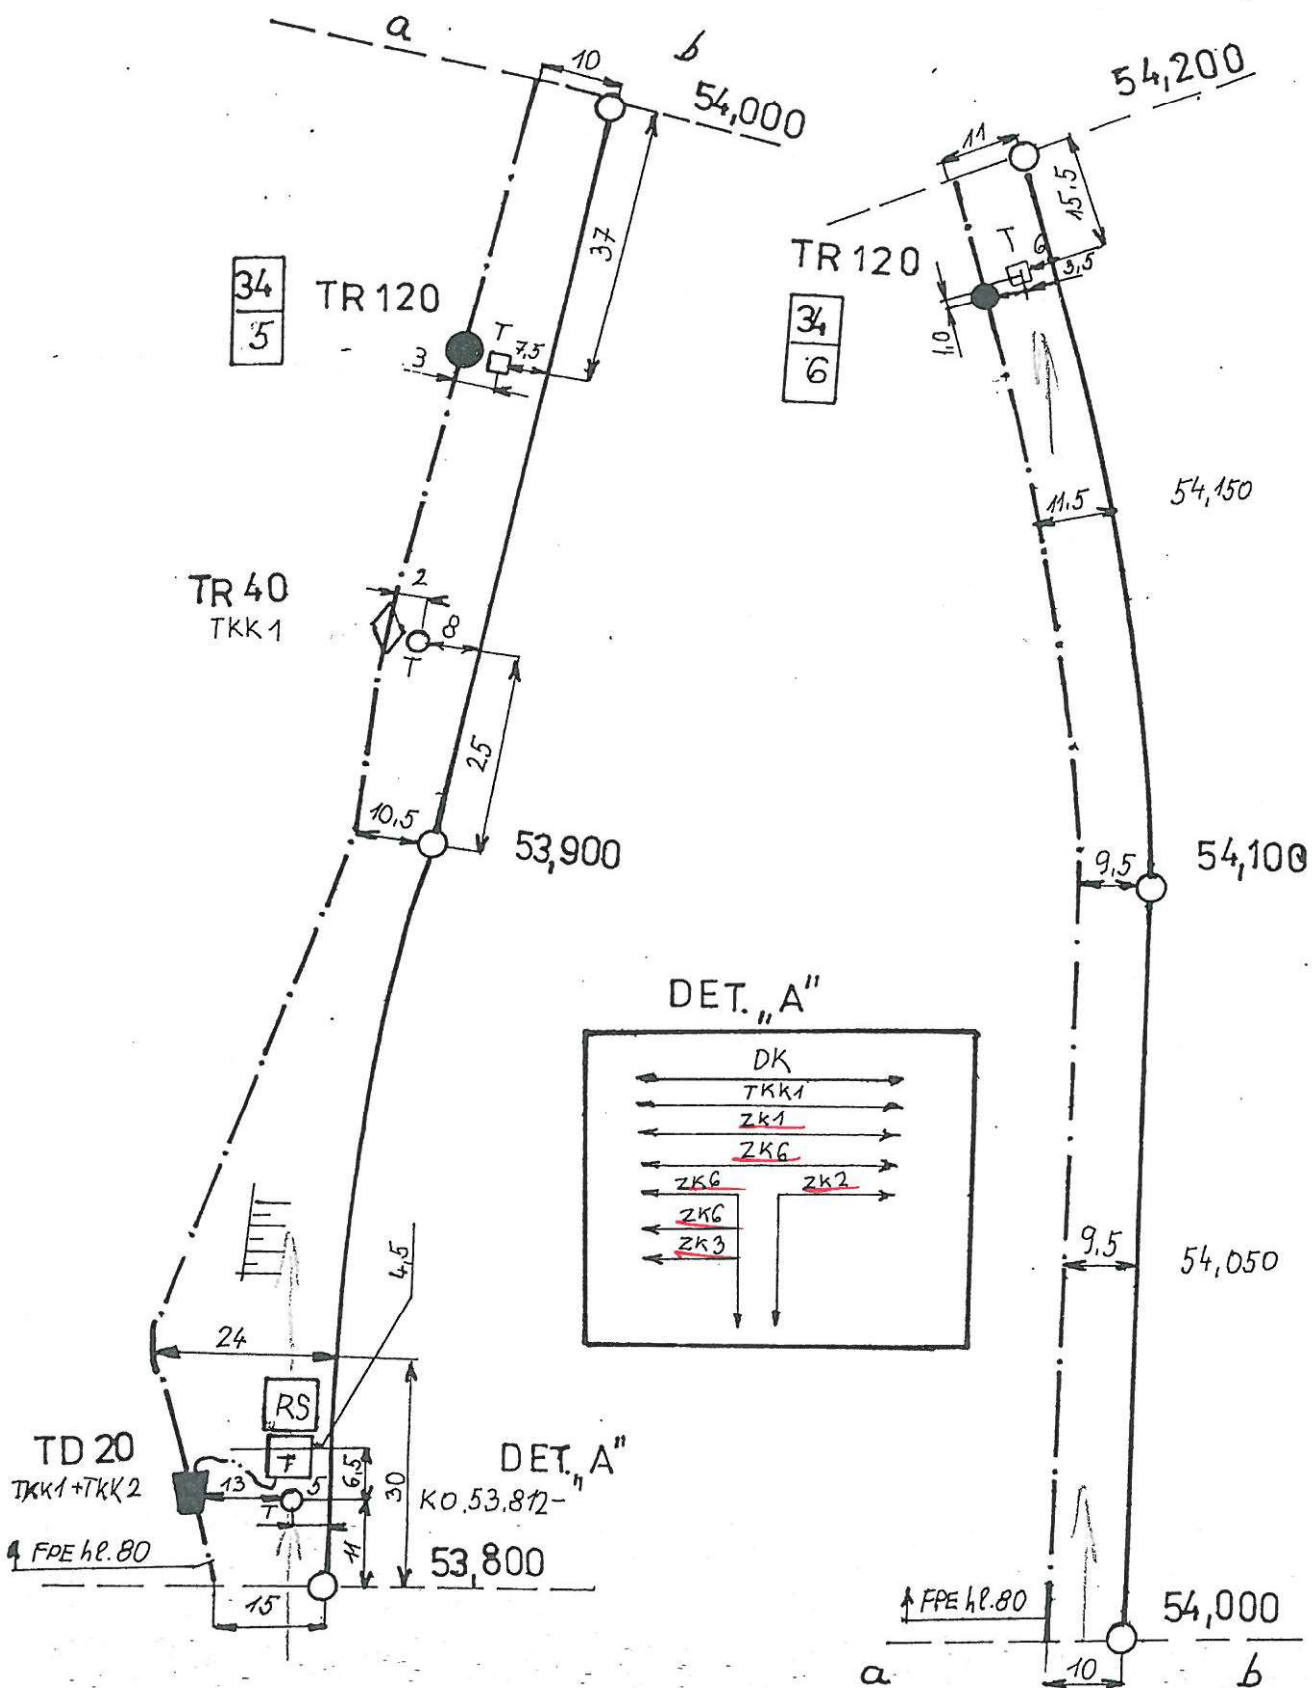 a
b
10
54,000
37
34
5
TR 120
T
7,5
3
TR 40
TKK 1
2
8
T
25
10,5
53,900
4,5
24
RS
TD 20
TKK1+TKK2
13
T
5
6,5
30
11
DET. „A"
KO.53.812-
FPE hl.80
53,800
15
54,200
11
15,5
TR 120
T
6
3,5
34
6
1,0
11,5
54,150
9,5
54,100
DET. „A"
DK
TKK1
ZK1
ZK6
ZK6
ZK2
ZK6
ZK3
9,5
54,050
FPE hl.80
54,000
a
10
b